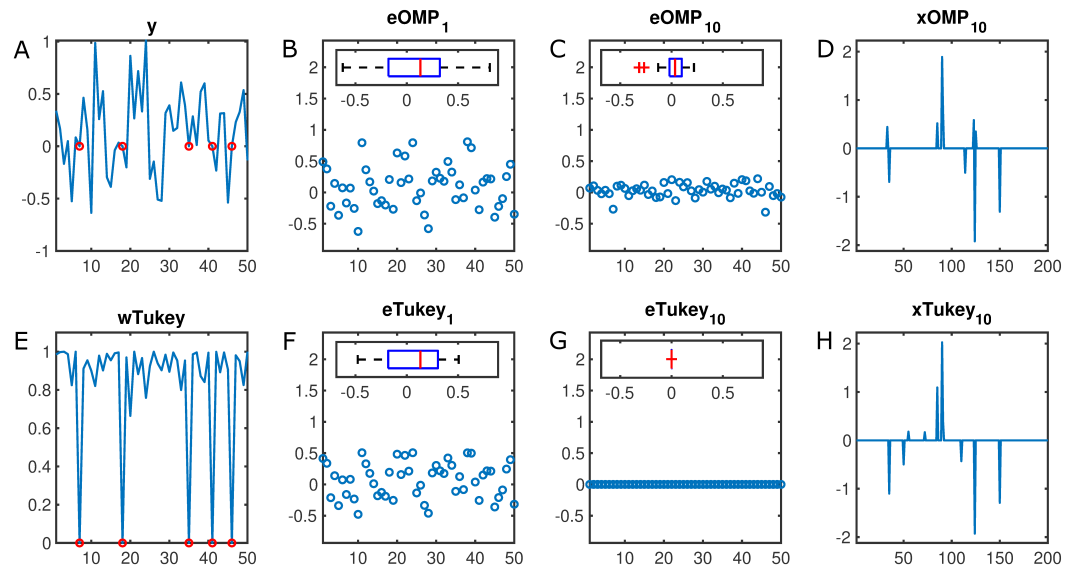 A y
1
0.5
0
-0.5
-1
10 20 30 40 50
B eOMP1
2
1.5
1
0.5
0
-0.5
-0.5 0 0.5
10 20 30 40 50
C eOMP10
2
1.5
1
0.5
0
-0.5
-0.5 0 0.5
10 20 30 40 50
D xOMP10
2
1
0
-1
-2
50 100 150 200
E wTukey
1
0.8
0.6
0.4
0.2
0
10 20 30 40 50
F eTukey1
2
1.5
1
0.5
0
-0.5
-0.5 0 0.5
10 20 30 40 50
G eTukey10
2
1.5
1
0.5
0
-0.5
-0.5 0 0.5
10 20 30 40 50
H xTukey10
2
1
0
-1
-2
50 100 150 200